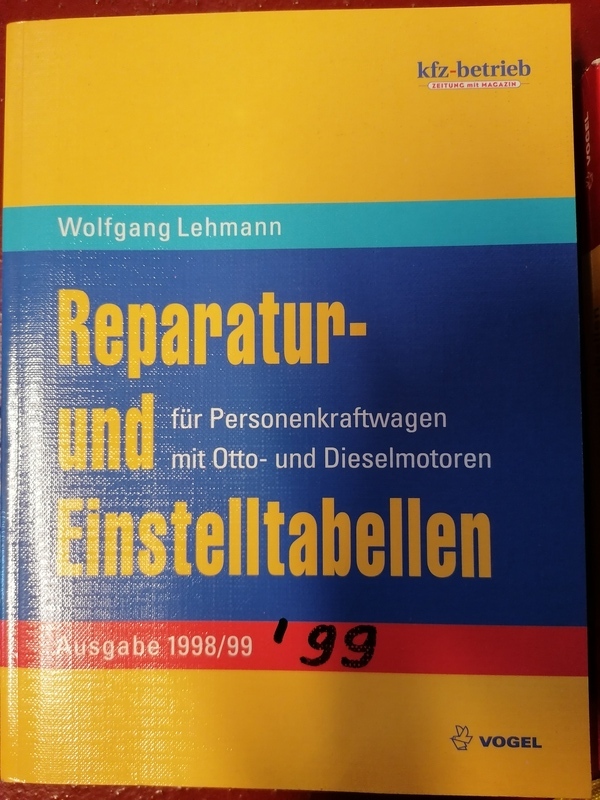 kfz-betrieb
ZEITUNG mit MAGAZIN
Wolfgang Lehmann
Reparatur-
und
für Personenkraftwagen
mit Otto- und Dieselmotoren
Einstelltabellen
Ausgabe 1998/99 '99
VOGEL
VOGEL